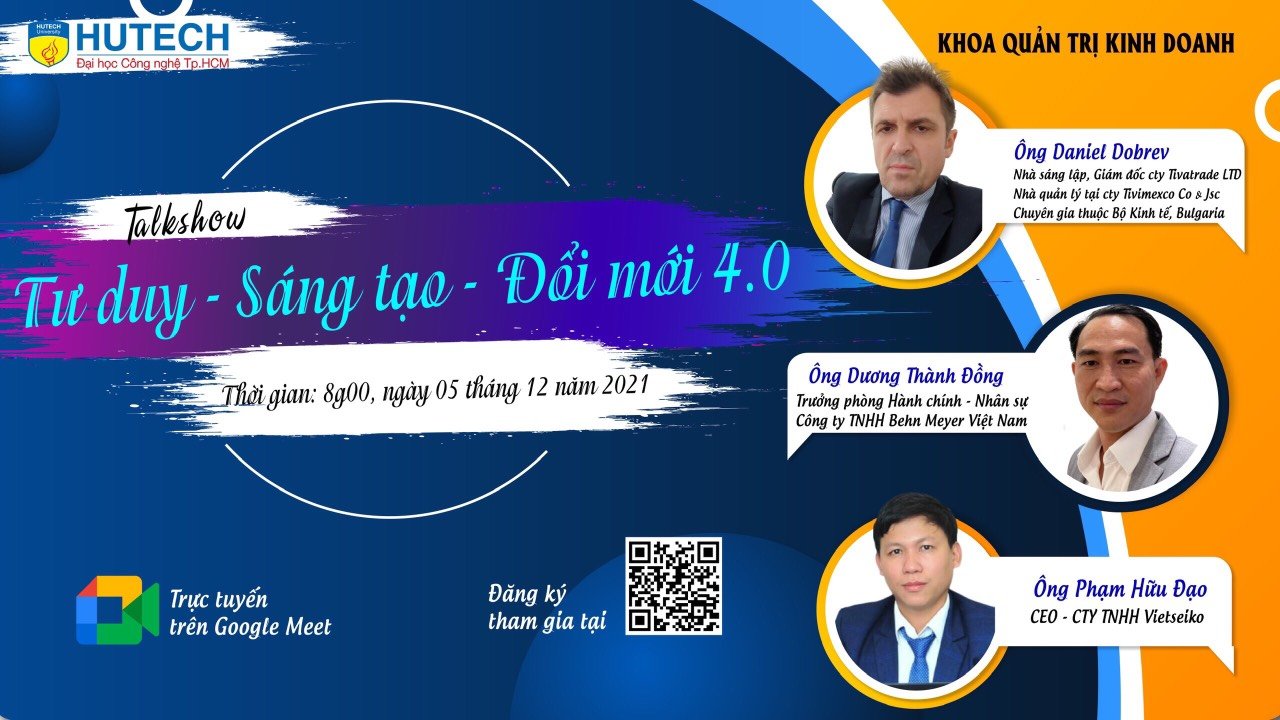 HUTECH
University
HUTECH
Đại học Công nghệ Tp.HCM
KHOA QUẢN TRỊ KINH DOANH
Talkshow
Tư duy - Sáng tạo - Đổi mới 4.0
Thời gian: 8g00, ngày 05 tháng 12 năm 2021
Ông Daniel Dobrev
Nhà sáng lập, Giám đốc cty Tivatrade LTD
Nhà quản lý tại cty Tivimexco Co & Jsc
Chuyên gia thuộc Bộ Kinh tế, Bulgaria
Ông Dương Thành Đồng
Trưởng phòng Hành chính - Nhân sự
Công ty TNHH Behn Meyer Việt Nam
Ông Phạm Hữu Đạo
CEO - CTY TNHH Vietseiko
Trực tuyến
trên Google Meet
Đăng ký
tham gia tại